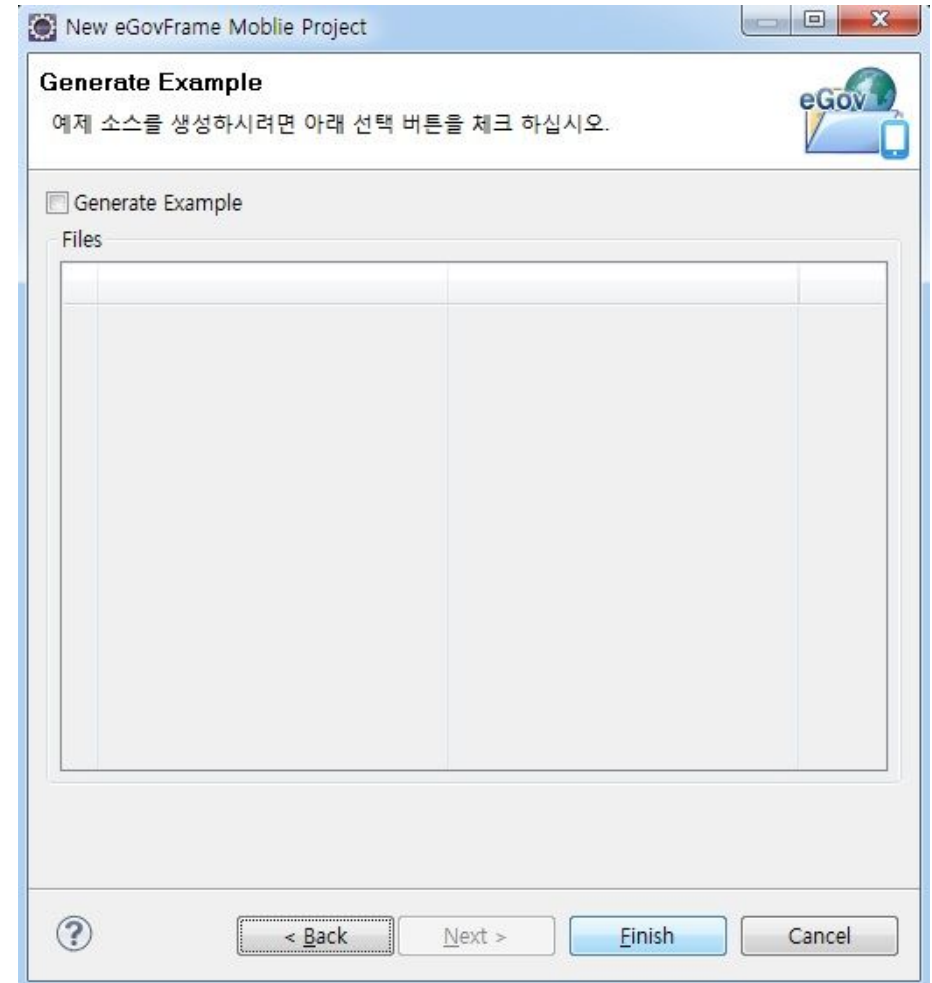 New eGovFrame Moblie Project
Generate Example
예제 소스를 생성하시려면 아래 선택 버튼을 체크 하십시오.
eGov
Generate Example
Files
< Back
Next >
Finish
Cancel